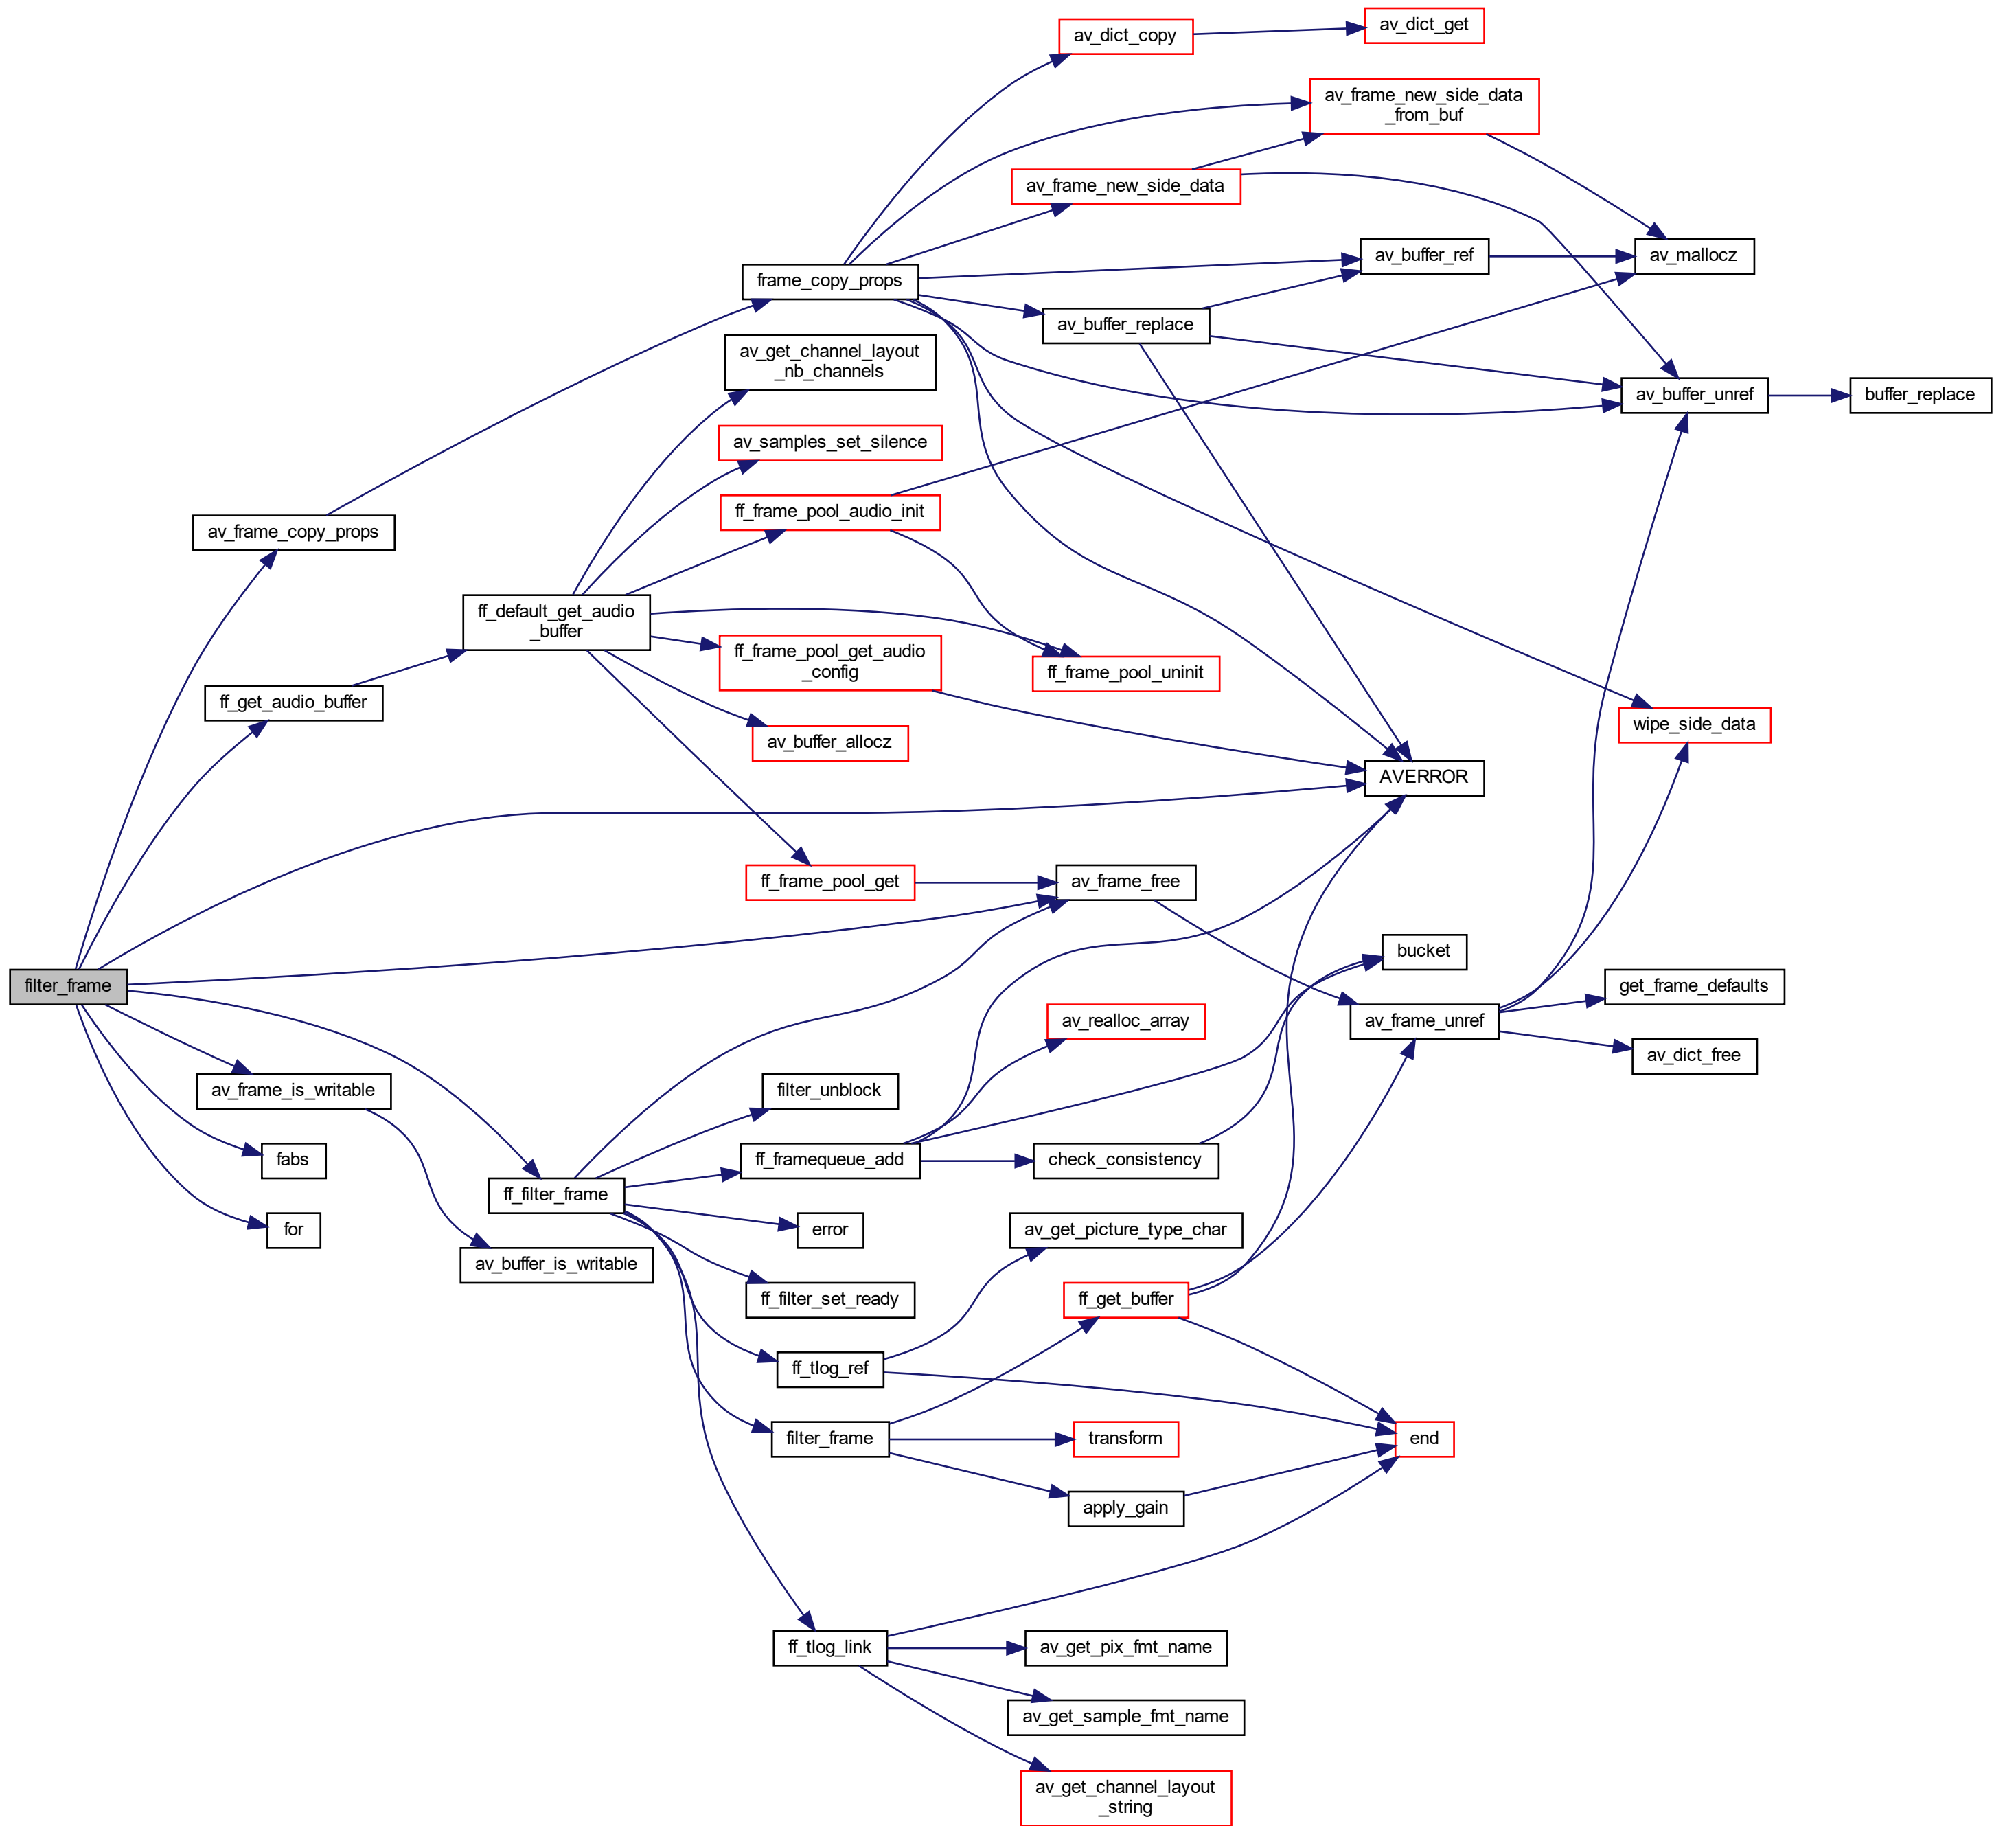 av_dict_copy
av_dict_get
av_frame_new_side_data
_from_buf
av_frame_new_side_data
av_buffer_ref
av_mallocz
frame_copy_props
av_buffer_replace
av_get_channel_layout
_nb_channels
av_buffer_unref
buffer_replace
av_samples_set_silence
ff_frame_pool_audio_init
av_frame_copy_props
ff_default_get_audio
_buffer
ff_frame_pool_get_audio
_config
ff_frame_pool_uninit
ff_get_audio_buffer
wipe_side_data
av_buffer_allocz
AVERROR
ff_frame_pool_get
av_frame_free
bucket
filter_frame
get_frame_defaults
av_realloc_array
av_frame_unref
av_dict_free
av_frame_is_writable
filter_unblock
fabs
ff_framequeue_add
check_consistency
ff_filter_frame
for
error
av_get_picture_type_char
av_buffer_is_writable
ff_filter_set_ready
ff_get_buffer
ff_tlog_ref
filter_frame
transform
end
apply_gain
ff_tlog_link
av_get_pix_fmt_name
av_get_sample_fmt_name
av_get_channel_layout
_string